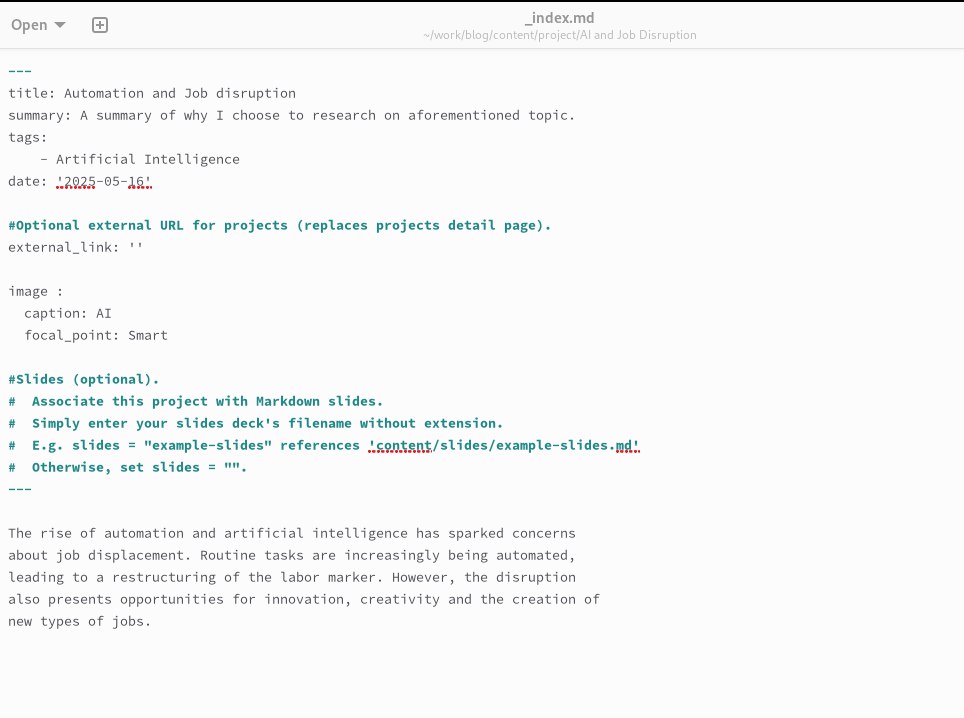 Open
_index.md
~/work/blog/content/project/AI and Job Disruption
---
title: Automation and Job disruption
summary: A summary of why I choose to research on aforementioned topic.
tags:
    - Artificial Intelligence
date: '2025-05-16'
#Optional external URL for projects (replaces projects detail page).
external_link: ''
image :
  caption: AI
  focal_point: Smart
#Slides (optional).
#  Associate this project with Markdown slides.
#  Simply enter your slides deck's filename without extension.
#  E.g. slides = "example-slides" references 'content/slides/example-slides.md'
#  Otherwise, set slides = "".
---
The rise of automation and artificial intelligence has sparked concerns
about job displacement. Routine tasks are increasingly being automated,
leading to a restructuring of the labor marker. However, the disruption
also presents opportunities for innovation, creativity and the creation of
new types of jobs.